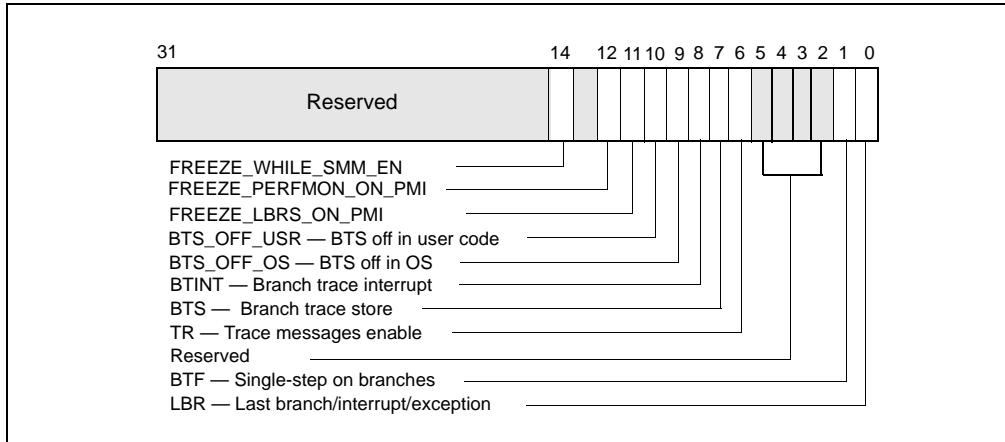 31 14 12 11 10 9 8 7 6 5 4 3 2 1 0
Reserved
FREEZE_WHILE_SMM_EN
FREEZE_PERFMON_ON_PMI
FREEZE_LBRS_ON_PMI
BTS_OFF_USR — BTS off in user code
BTS_OFF_OS — BTS off in OS
BTINT — Branch trace interrupt
BTS — Branch trace store
TR — Trace messages enable
Reserved
BTF — Single-step on branches
LBR — Last branch/interrupt/exception